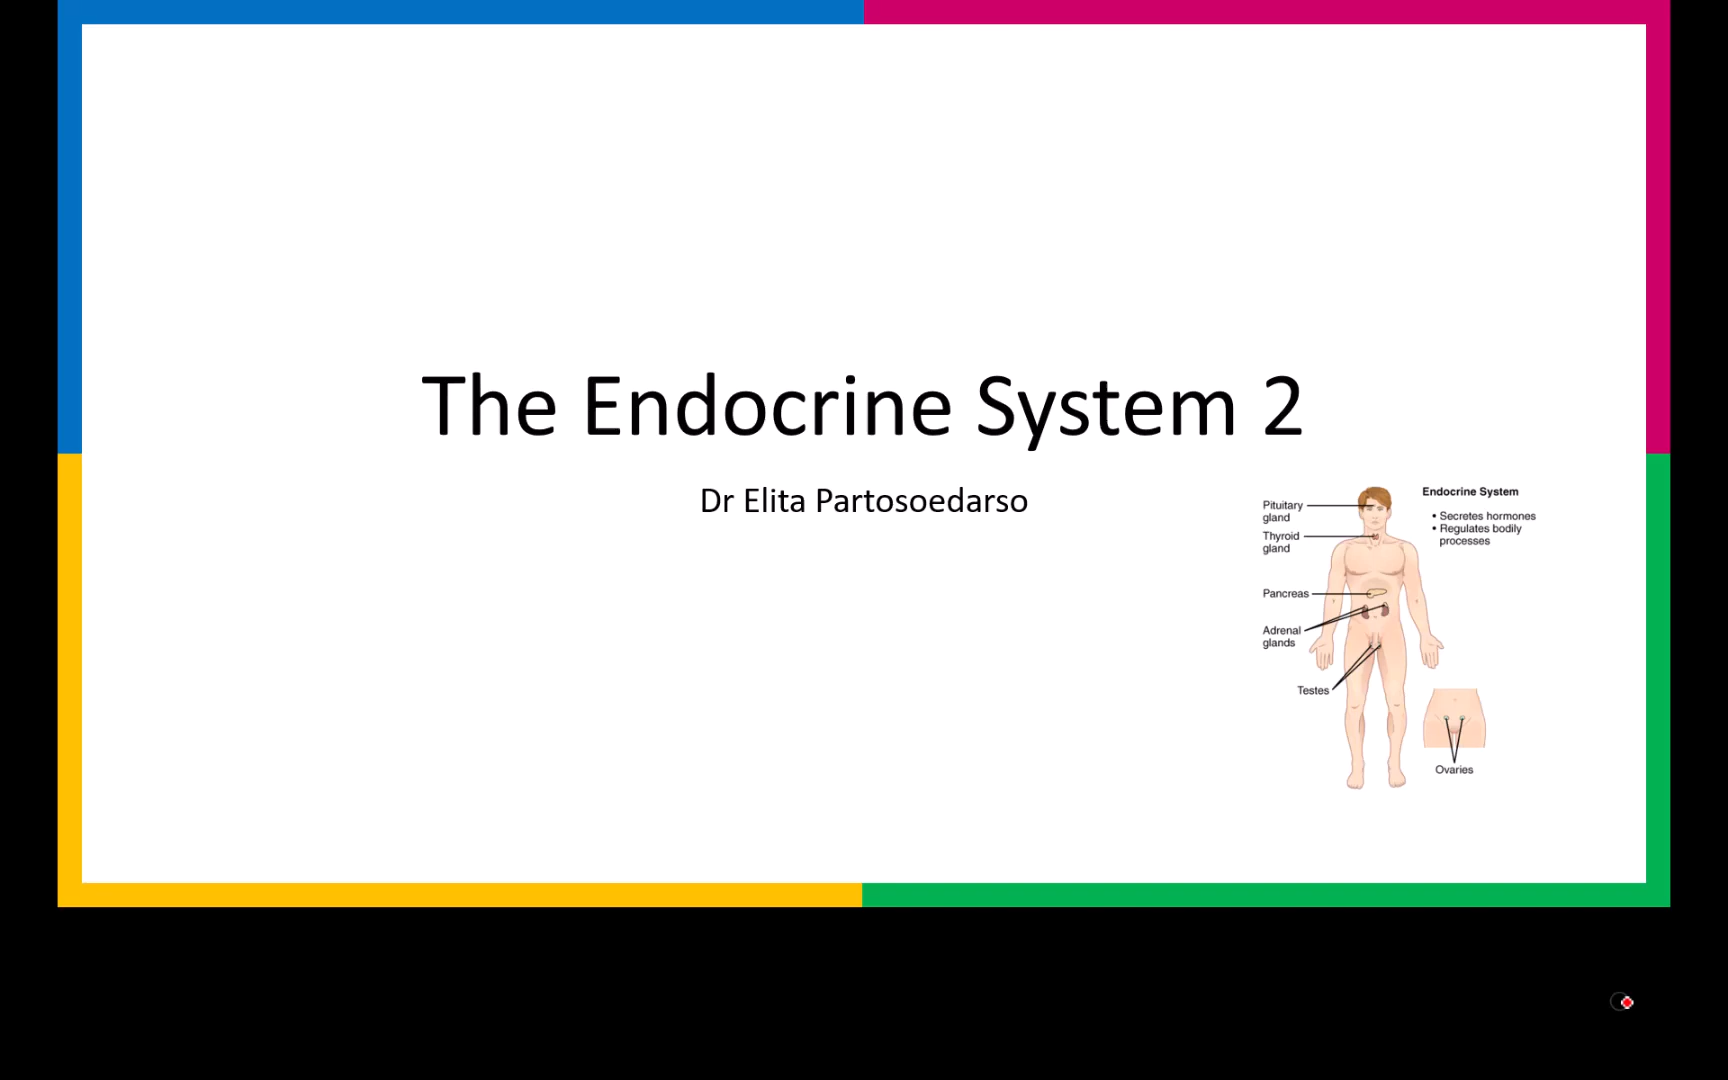 The Endocrine System 2
Dr Elita Partosoedarso
Endocrine System
• Secretes hormones
• Regulates bodily
processes
Pituitary
gland
Thyroid
gland
Pancreas
Adrenal
glands
Testes
Ovaries